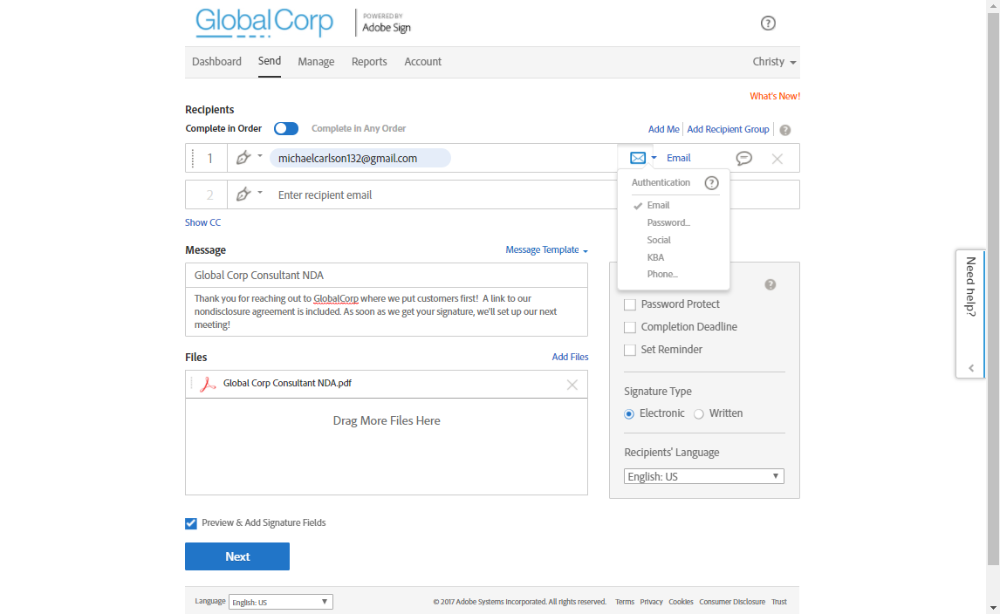 GlobalCorp
POWERED BY
Adobe Sign
?
Dashboard Send Manage Reports Account Christy
What's New!
Recipients
Complete in Order Complete in Any Order
Add Me Add Recipient Group ?
1 michaelcarlson132@gmail.com Email
2 Enter recipient email
Authentication ?
Email
Password...
Social
KBA
Phone...
Show CC
Message Message Template
Global Corp Consultant NDA
Thank you for reaching out to GlobalCorp where we put customers first! A link to our
nondisclosure agreement is included. As soon as we get your signature, we'll set up our next
meeting!
Files Add Files
Global Corp Consultant NDA.pdf
Drag More Files Here
?
Password Protect
Completion Deadline
Set Reminder
Signature Type
Electronic Written
Recipients' Language
English: US
Need help?
Preview & Add Signature Fields
Next
Language English: US
© 2017 Adobe Systems Incorporated. All rights reserved. Terms Privacy Cookies Consumer Disclosure Trust